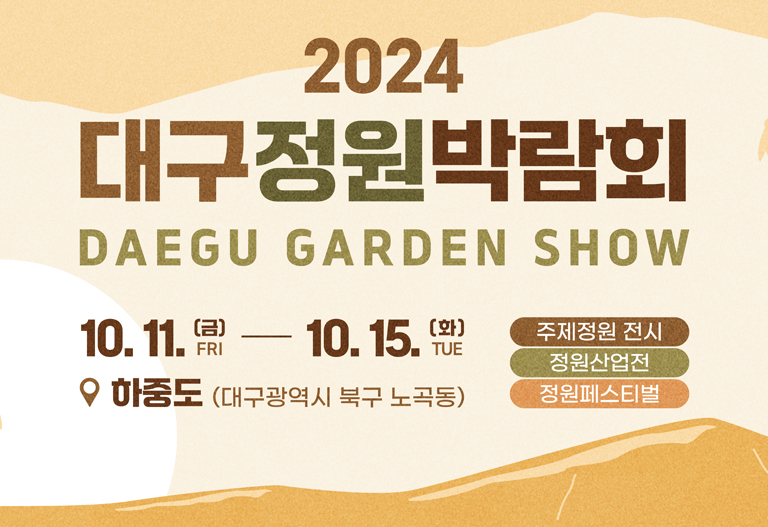 2024
대구정원박람회
DAEGU GARDEN SHOW
10. 11. (금) FRI — 10. 15. (화) TUE
하중도 (대구광역시 북구 노곡동)
주제정원 전시
정원산업전
정원페스티벌